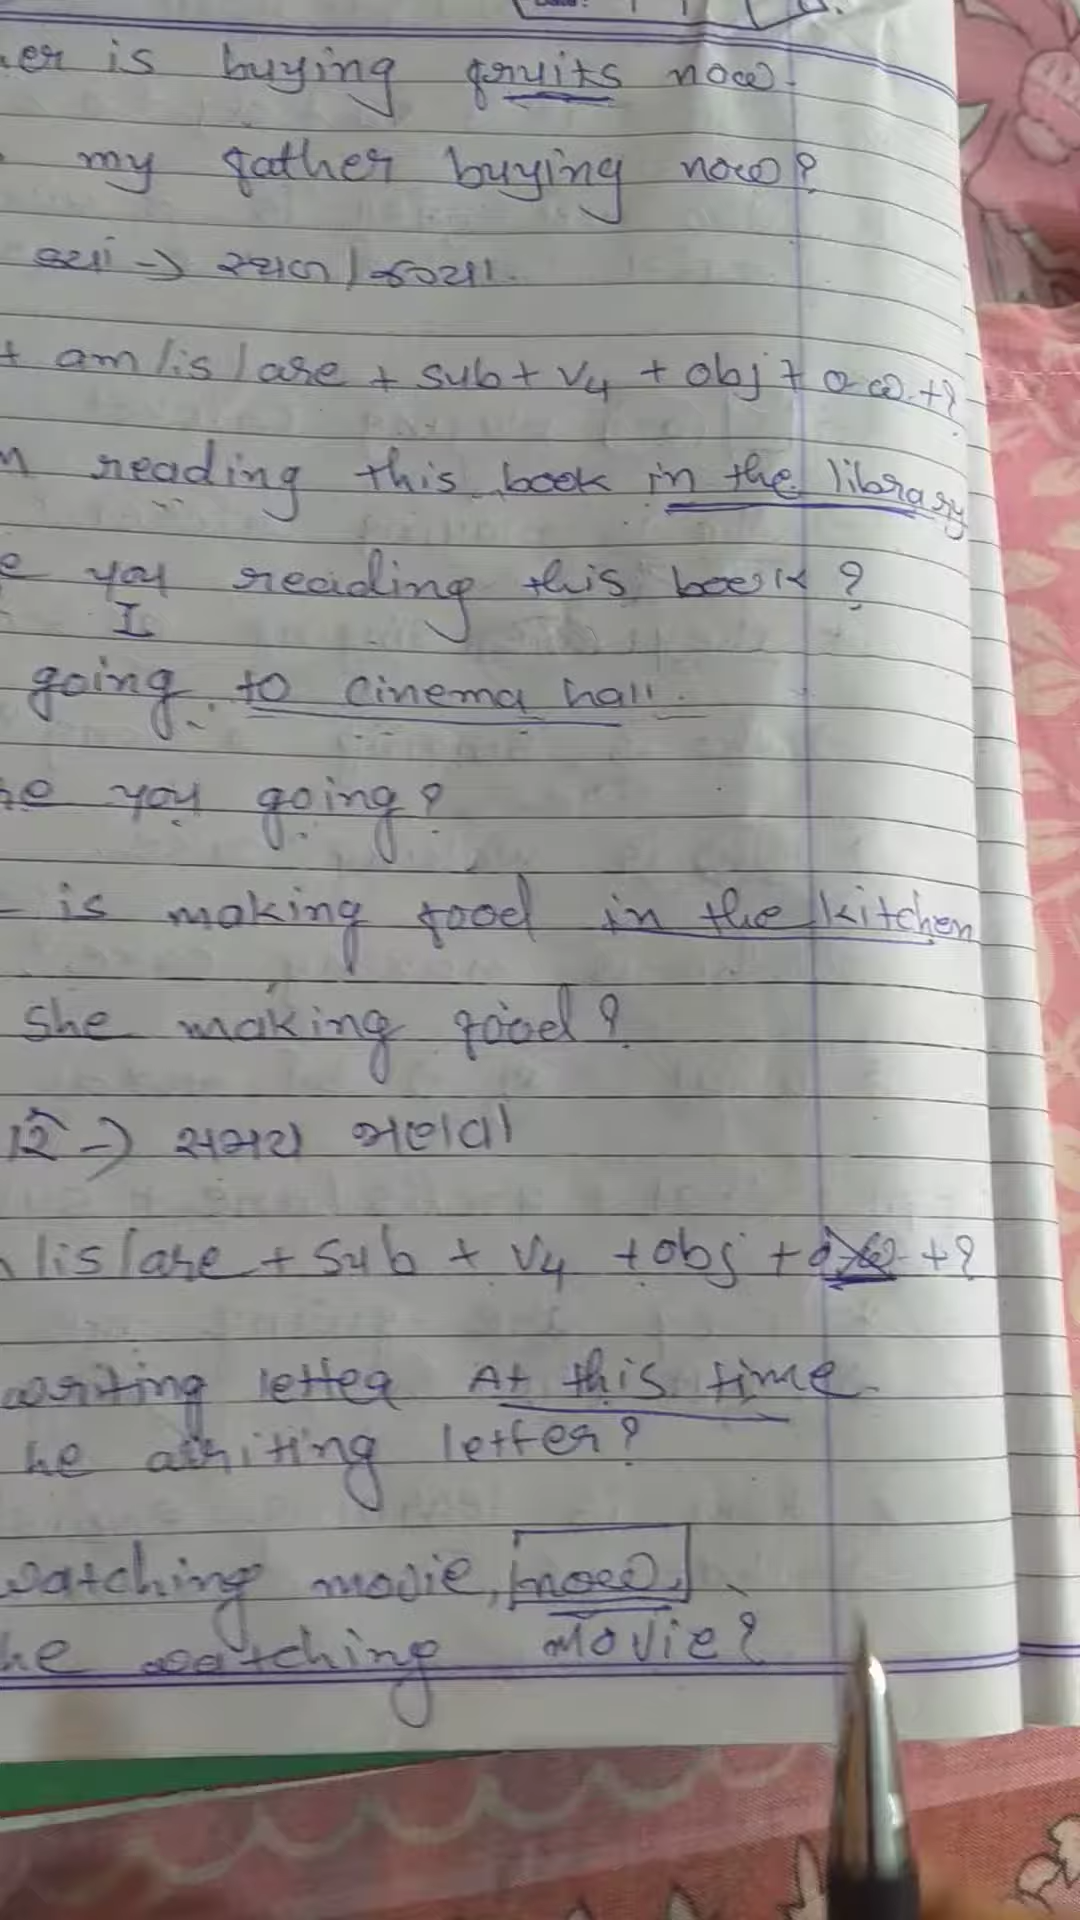 er is buying fruits now.
my father buying now?
ક્યાં → સ્થળ / જગ્યા.
+ am/is/are + sub + V4 + obj + o.w. + ?
reading this book in the library
e you reading this book?
I
going to cinema hall.
e you going?
is making food in the kitchen
she making food?
રે → સમય
/is/are + sub + V4 + obj + o.w. + ?
writing letter At this time.
he writing letter?
watching movie, now.
he watching movie?